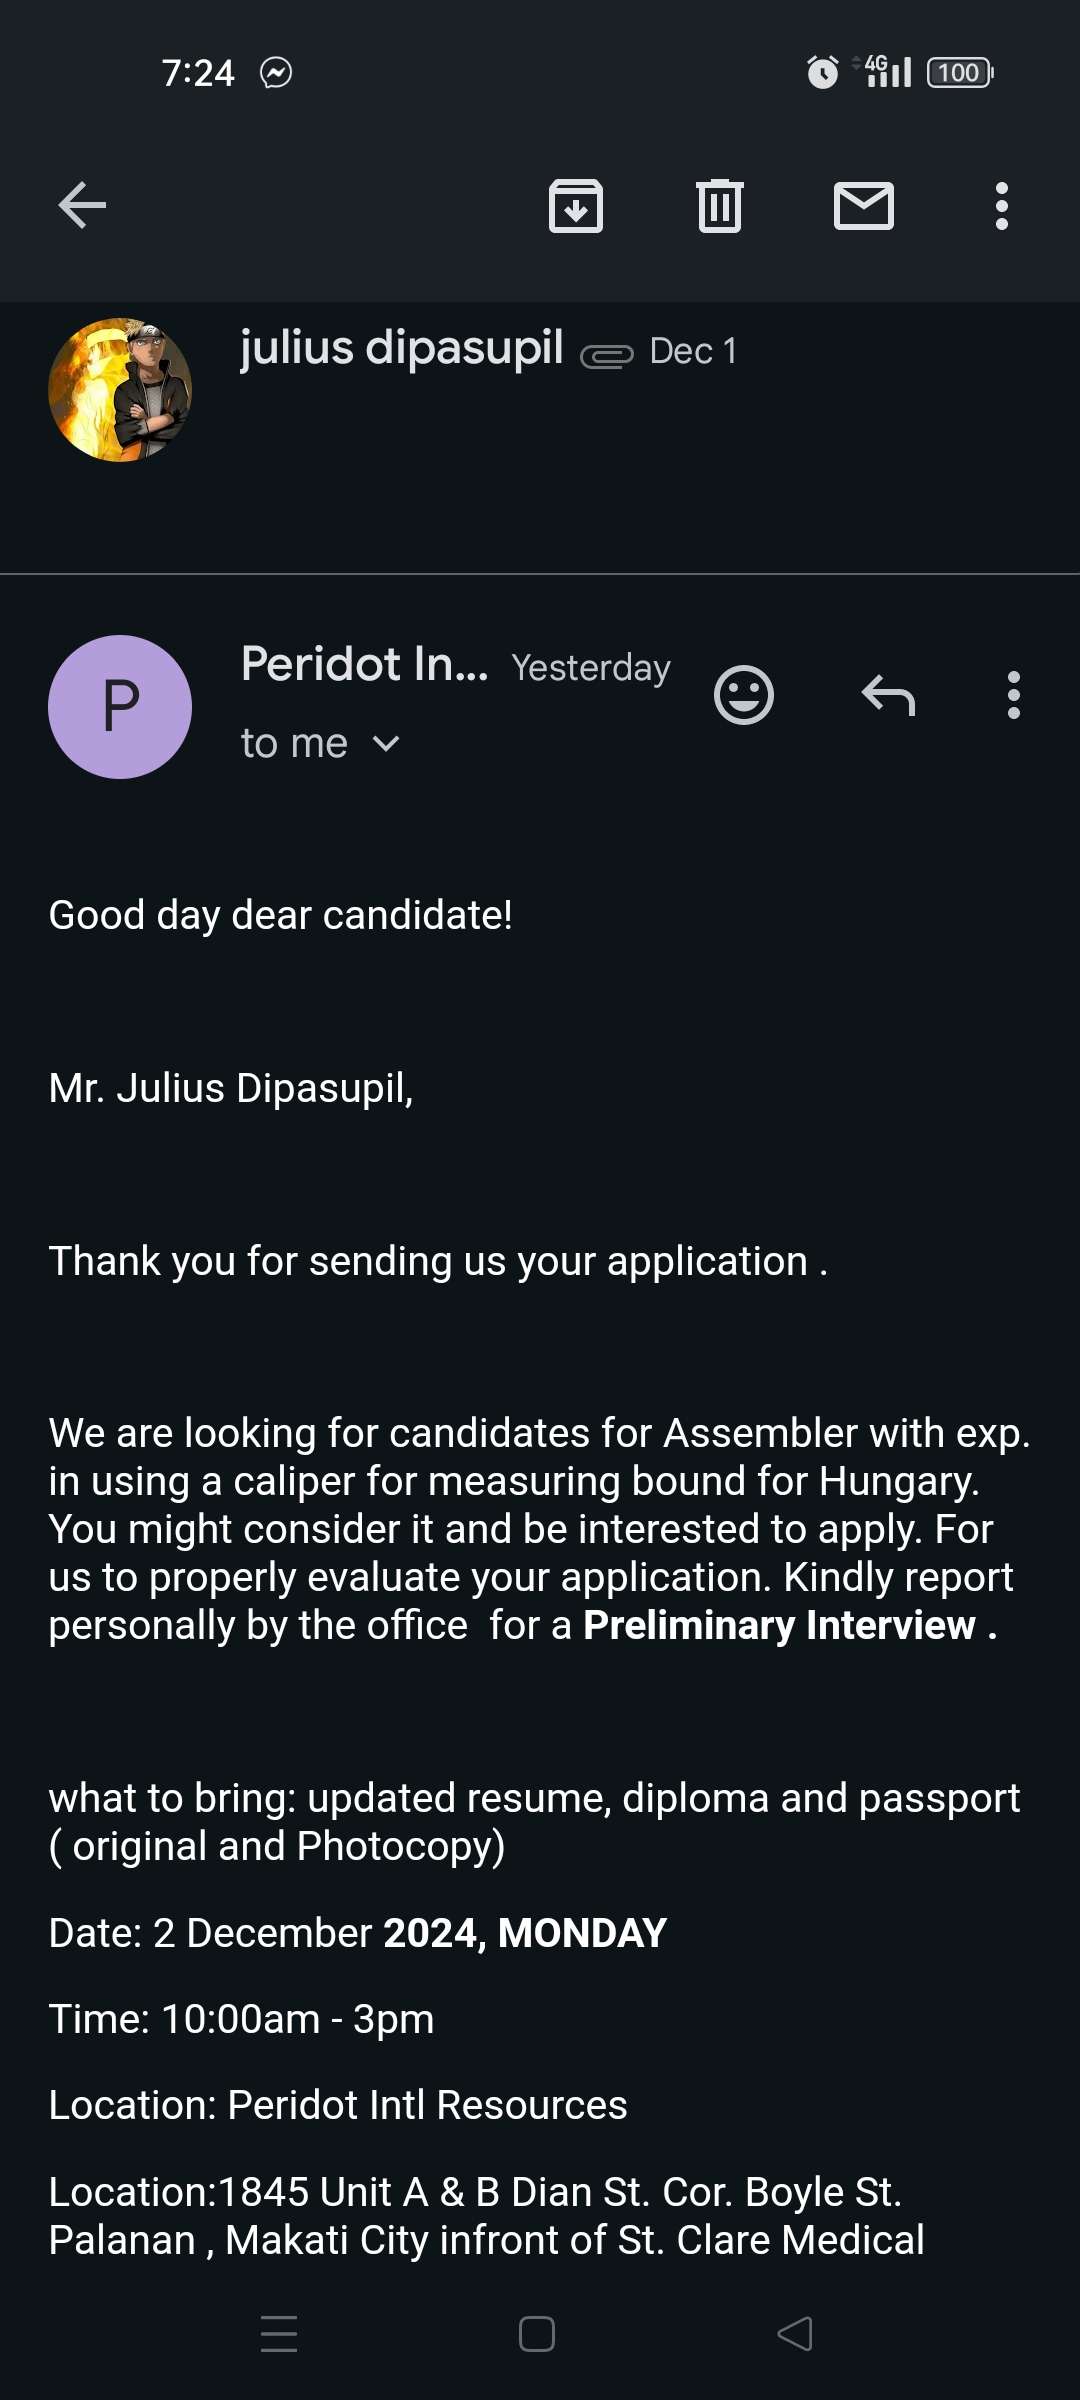 7:24
4G
100
julius dipasupil Dec 1
P
Peridot In... Yesterday
to me
Good day dear candidate!
Mr. Julius Dipasupil,
Thank you for sending us your application .
We are looking for candidates for Assembler with exp.
in using a caliper for measuring bound for Hungary.
You might consider it and be interested to apply. For
us to properly evaluate your application. Kindly report
personally by the office  for a Preliminary Interview .
what to bring: updated resume, diploma and passport
( original and Photocopy)
Date: 2 December 2024, MONDAY
Time: 10:00am - 3pm
Location: Peridot Intl Resources
Location:1845 Unit A & B Dian St. Cor. Boyle St.
Palanan , Makati City infront of St. Clare Medical